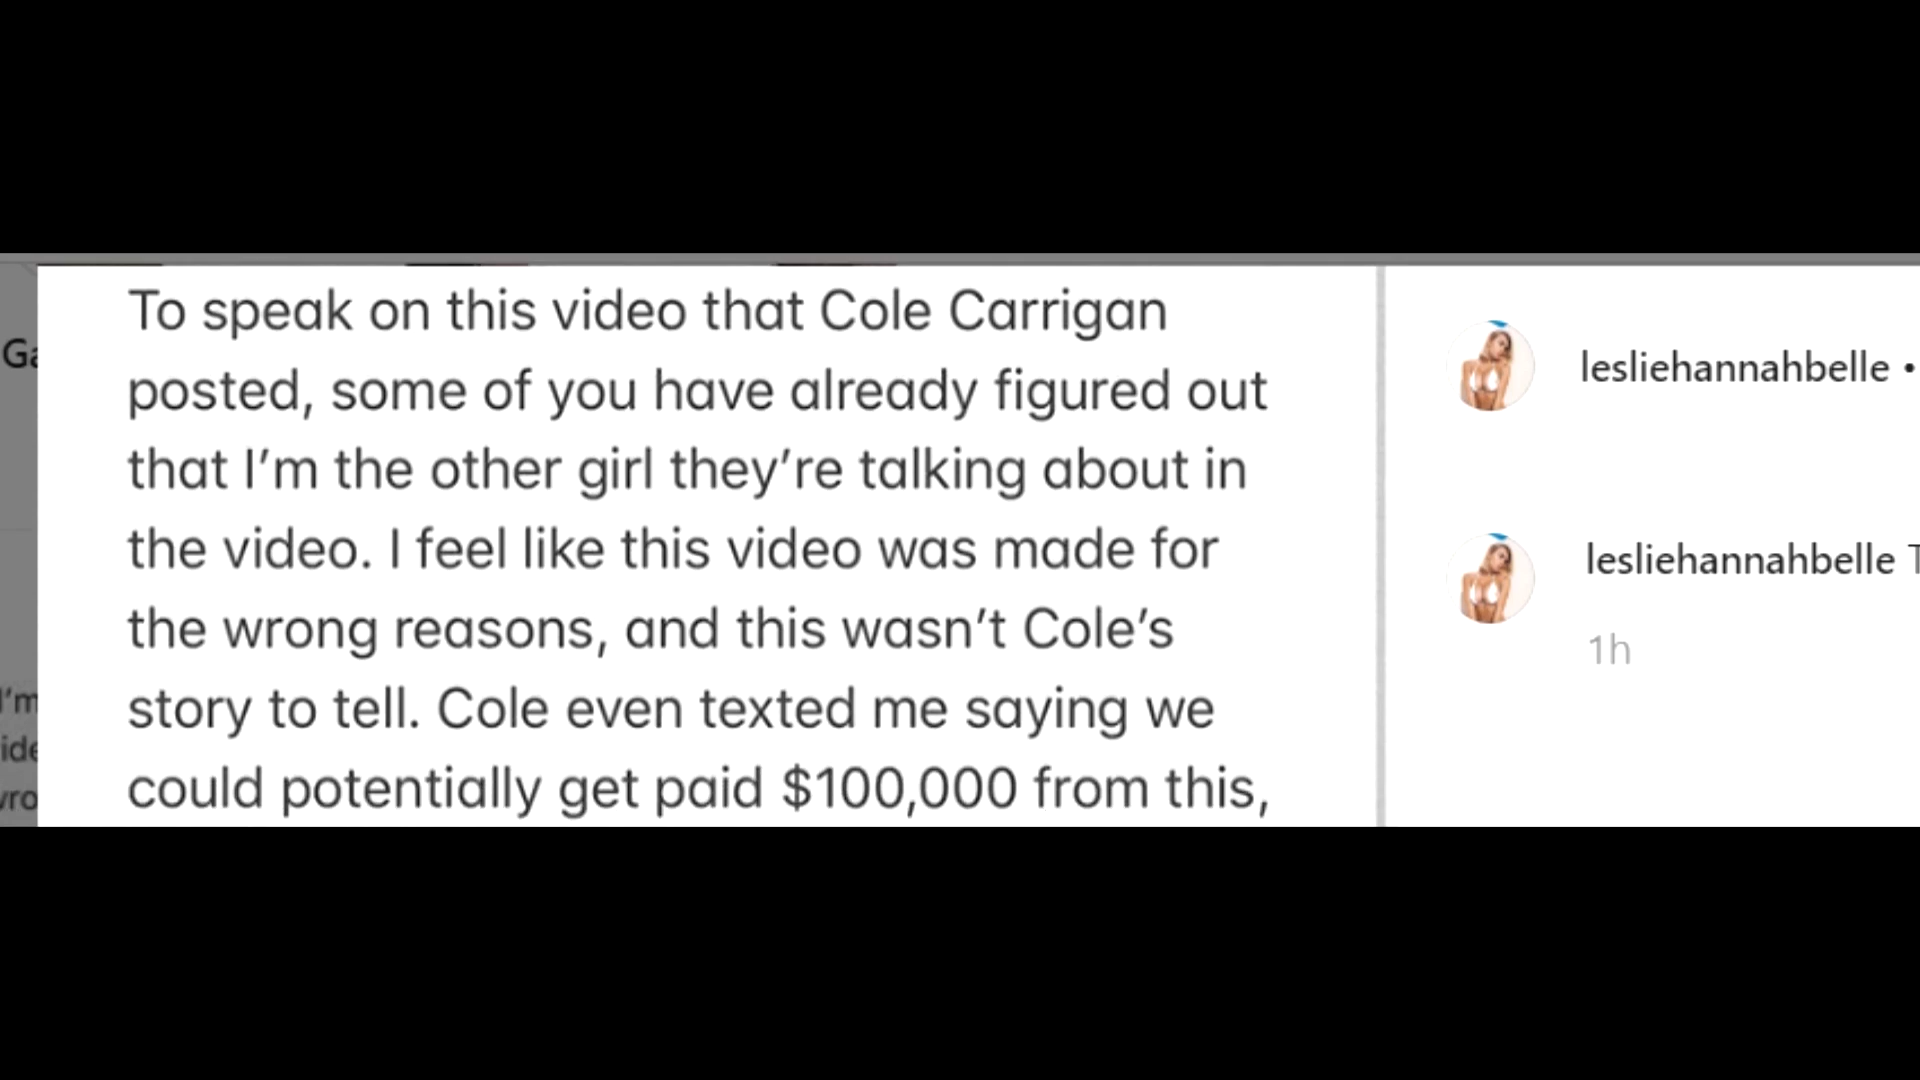 To speak on this video that Cole Carrigan
posted, some of you have already figured out
that I’m the other girl they’re talking about in
the video. I feel like this video was made for
the wrong reasons, and this wasn’t Cole’s
story to tell. Cole even texted me saying we
could potentially get paid $100,000 from this,
lesliehannahbelle •
lesliehannahbelle T
1h
Ga
I’m
ide
vro